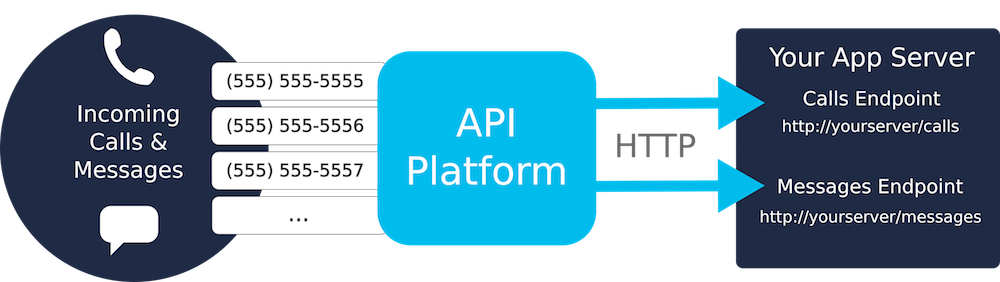 Incoming
Calls &
Messages
(555) 555-5555
(555) 555-5556
(555) 555-5557
...
API
Platform
HTTP
Your App Server
Calls Endpoint
http://yourserver/calls
Messages Endpoint
http://yourserver/messages